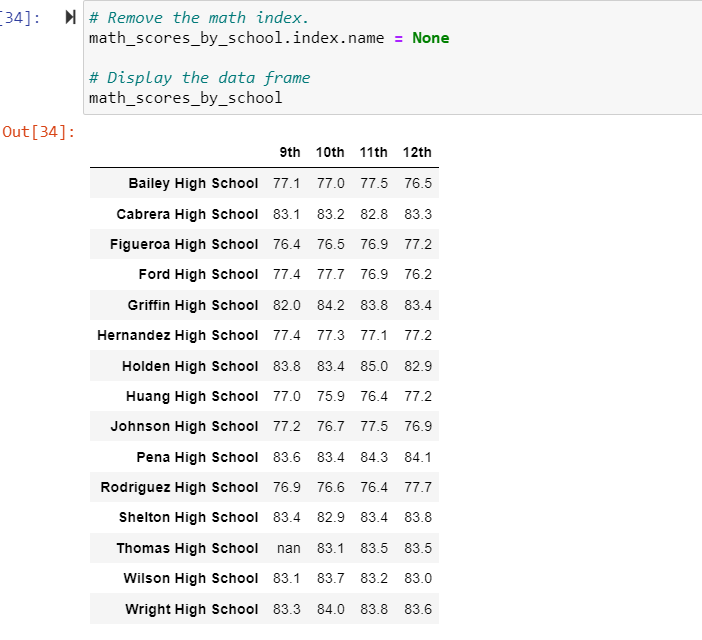 [34]:
# Remove the math index.
math_scores_by_school.index.name = None
# Display the data frame
math_scores_by_school
Out[34]:
9th 10th 11th 12th
Bailey High School 77.1 77.0 77.5 76.5
Cabrera High School 83.1 83.2 82.8 83.3
Figueroa High School 76.4 76.5 76.9 77.2
Ford High School 77.4 77.7 76.9 76.2
Griffin High School 82.0 84.2 83.8 83.4
Hernandez High School 77.4 77.3 77.1 77.2
Holden High School 83.8 83.4 85.0 82.9
Huang High School 77.0 75.9 76.4 77.2
Johnson High School 77.2 76.7 77.5 76.9
Pena High School 83.6 83.4 84.3 84.1
Rodriguez High School 76.9 76.6 76.4 77.7
Shelton High School 83.4 82.9 83.4 83.8
Thomas High School nan 83.1 83.5 83.5
Wilson High School 83.1 83.7 83.2 83.0
Wright High School 83.3 84.0 83.8 83.6